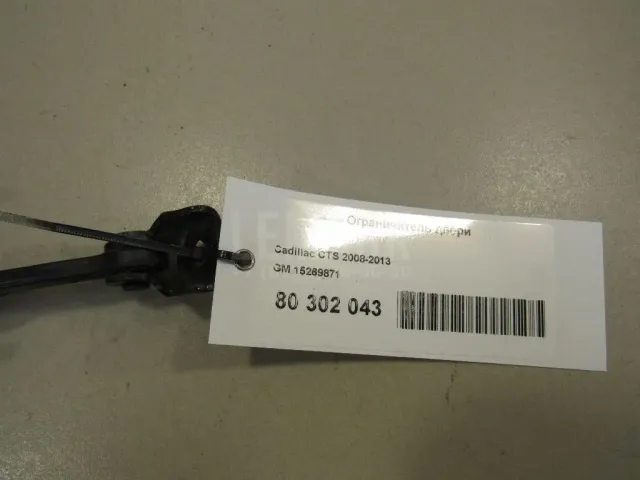 Ограничитель двери
Cadillac CTS 2008-2013
GM 15289871
80 302 043